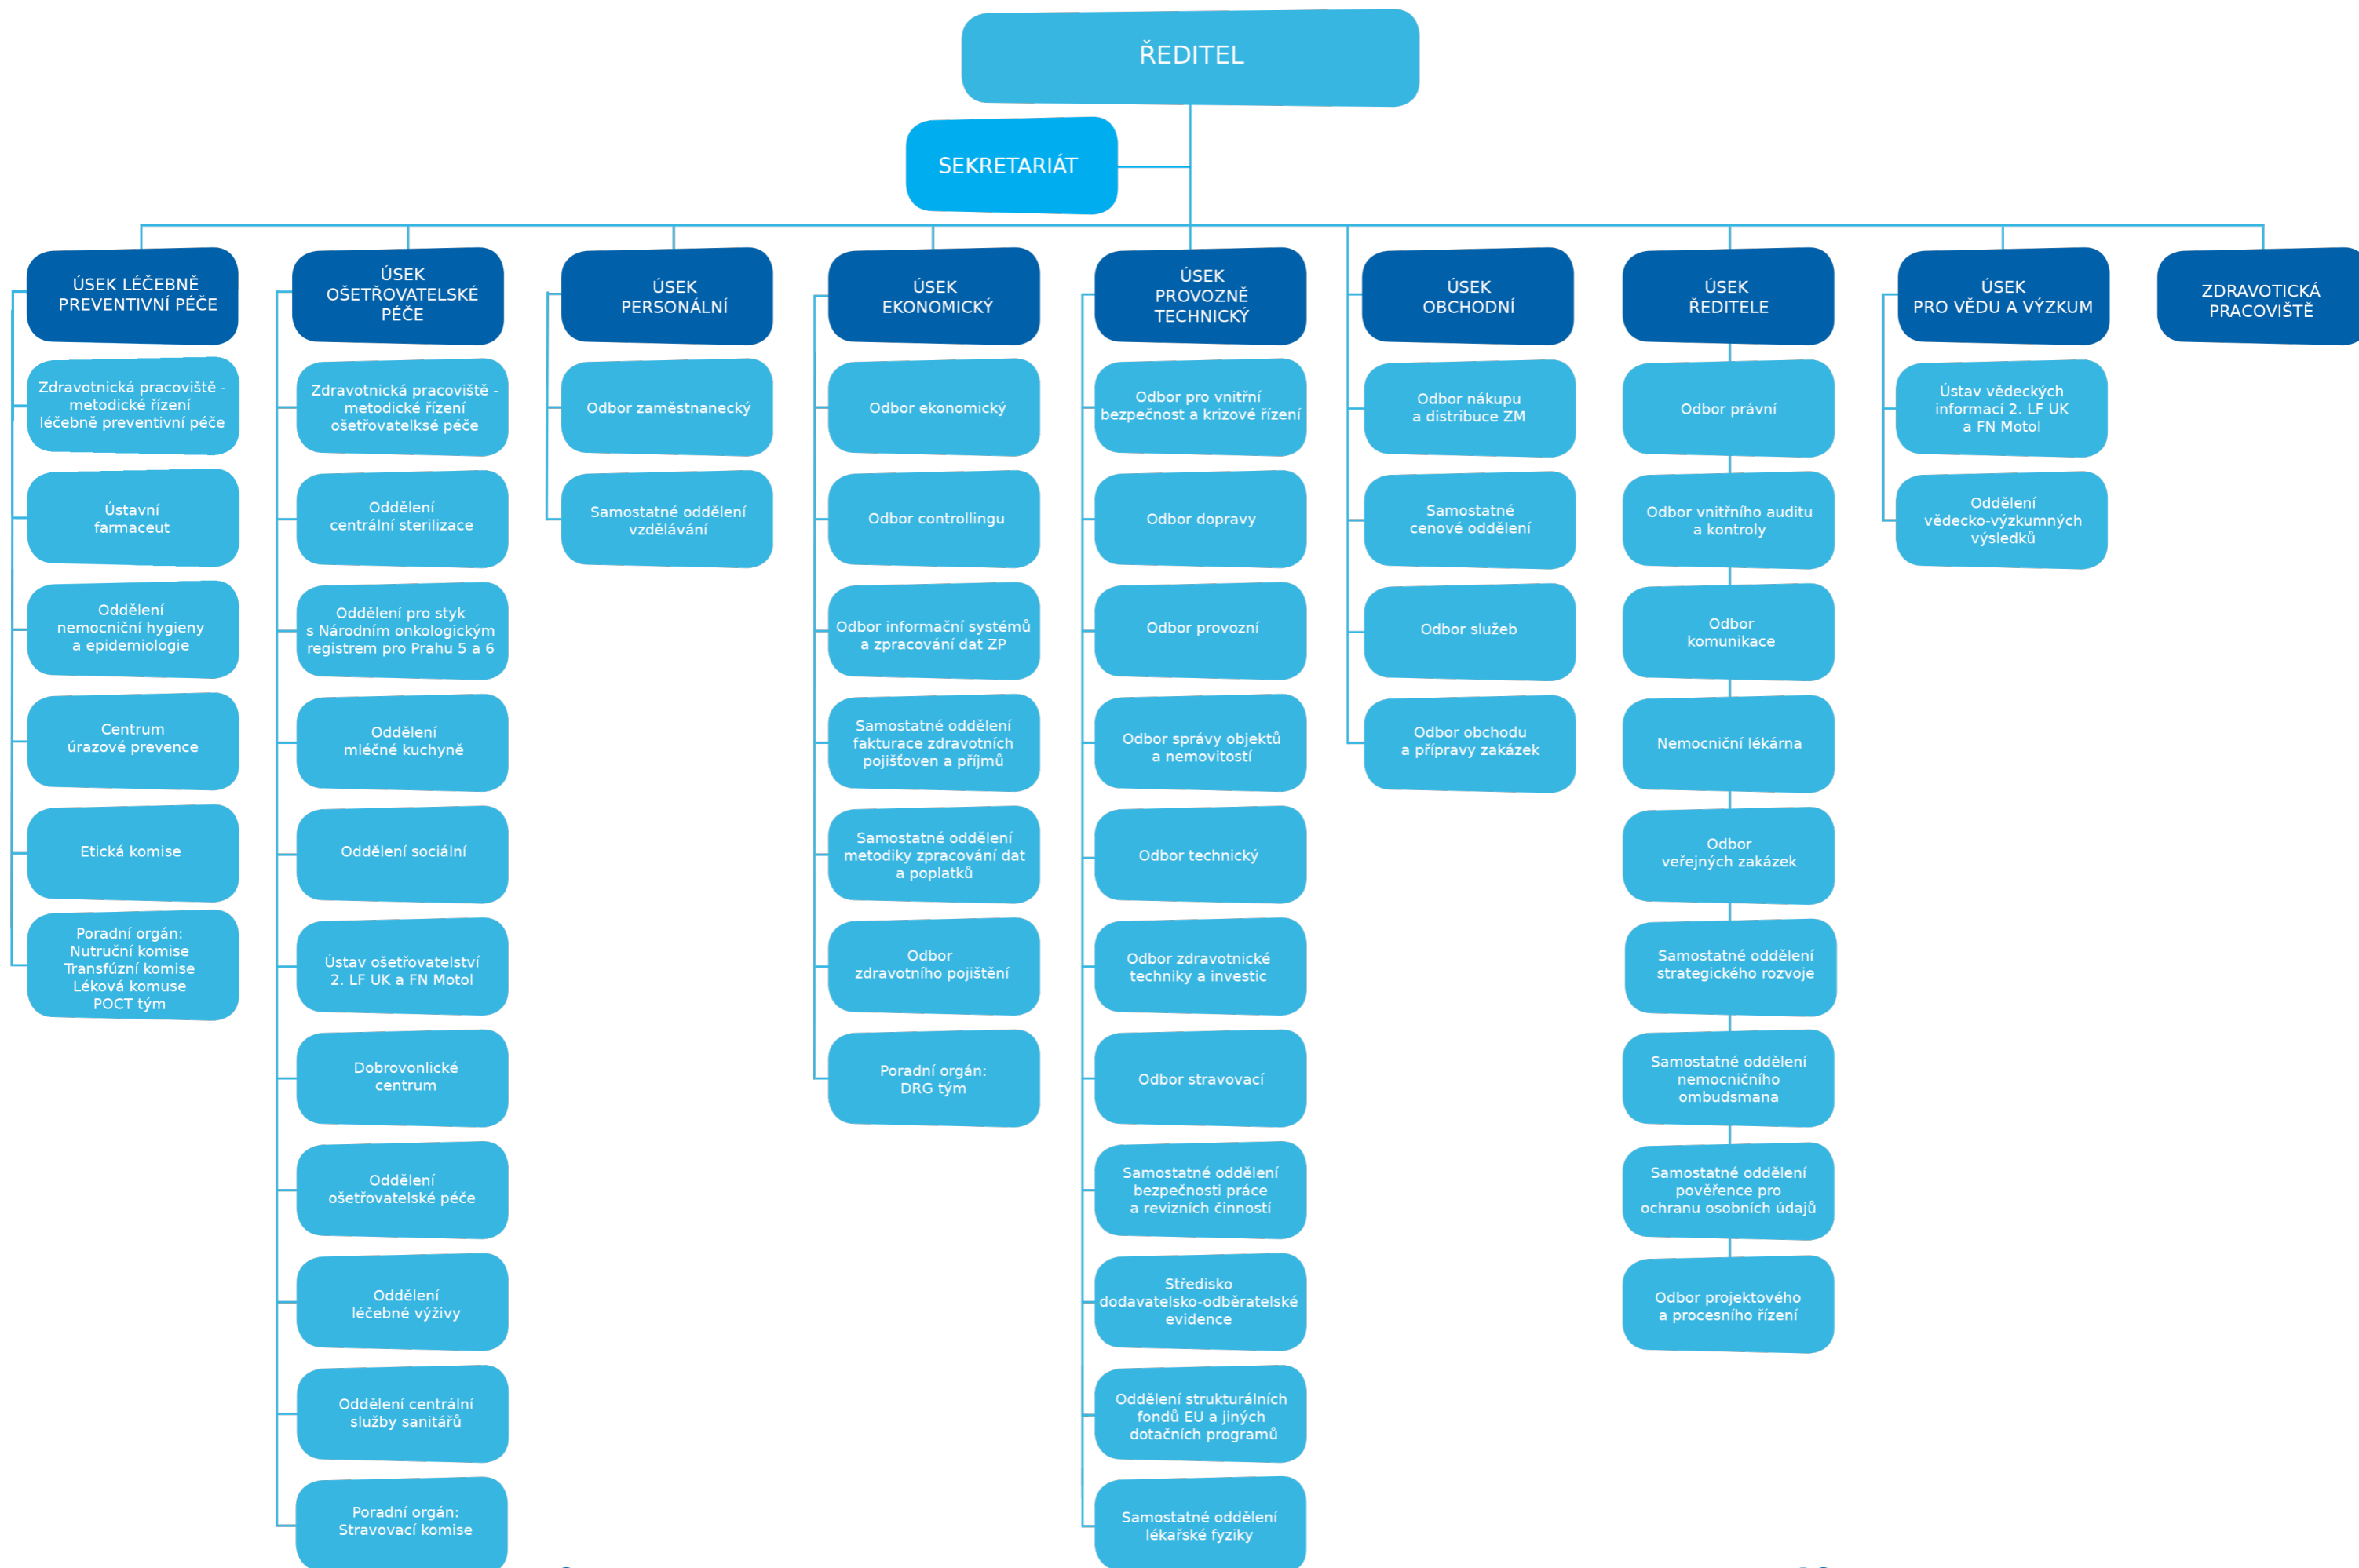 ŘEDITEL
SEKRETARIÁT
ÚSEK LÉČEBNĚ
PREVENTIVNÍ PÉČE
Zdravotnická pracoviště -
metodické řízení
léčebně preventivní péče
Ústavní
farmaceut
Oddělení
nemocniční hygieny
a epidemiologie
Centrum
úrazové prevence
Etická komise
Poradní orgán:
Nutruční komise
Transfúzní komise
Léková komuse
POCT tým
ÚSEK
OŠETŘOVATELSKÉ
PÉČE
Zdravotnická pracoviště -
metodické řízení
ošetřovatelksé péče
Oddělení
centrální sterilizace
Oddělení pro styk
s Národním onkologickým
registrem pro Prahu 5 a 6
Oddělení
mléčné kuchyně
Oddělení sociální
Ústav ošetřovatelství
2. LF UK a FN Motol
Dobrovonlické
centrum
Oddělení
ošetřovatelské péče
Oddělení
léčebné výživy
Oddělení centrální
služby sanitářů
Poradní orgán:
Stravovací komise
ÚSEK
PERSONÁLNÍ
Odbor zaměstnanecký
Samostatné oddělení
vzdělávání
ÚSEK
EKONOMICKÝ
Odbor ekonomický
Odbor controllingu
Odbor informační systémů
a zpracování dat ZP
Samostatné oddělení
fakturace zdravotních
pojišťoven a příjmů
Samostatné oddělení
metodiky zpracování dat
a poplatků
Odbor
zdravotního pojištění
Poradní orgán:
DRG tým
ÚSEK
PROVOZNĚ
TECHNICKÝ
Odbor pro vnitřní
bezpečnost a krizové řízení
Odbor dopravy
Odbor provozní
Odbor správy objektů
a nemovitostí
Odbor technický
Odbor zdravotnické
techniky a investic
Odbor stravovací
Samostatné oddělení
bezpečnosti práce
a revizních činností
Středisko
dodavatelsko-odběratelské
evidence
Oddělení strukturálních
fondů EU a jiných
dotačních programů
Samostatné oddělení
lékařské fyziky
ÚSEK
OBCHODNÍ
Odbor nákupu
a distribuce ZM
Samostatné
cenové oddělení
Odbor služeb
Odbor obchodu
a přípravy zakázek
ÚSEK
ŘEDITELE
Odbor právní
Odbor vnitřního auditu
a kontroly
Odbor
komunikace
Nemocniční lékárna
Odbor
veřejných zakázek
Samostatné oddělení
strategického rozvoje
Samostatné oddělení
nemocničního
ombudsmana
Samostatné oddělení
pověřence pro
ochranu osobních údajů
Odbor projektového
a procesního řízení
ÚSEK
PRO VĚDU A VÝZKUM
Ústav vědeckých
informací 2. LF UK
a FN Motol
Oddělení
vědecko-výzkumných
výsledků
ZDRAVOTICKÁ
PRACOVIŠTĚ